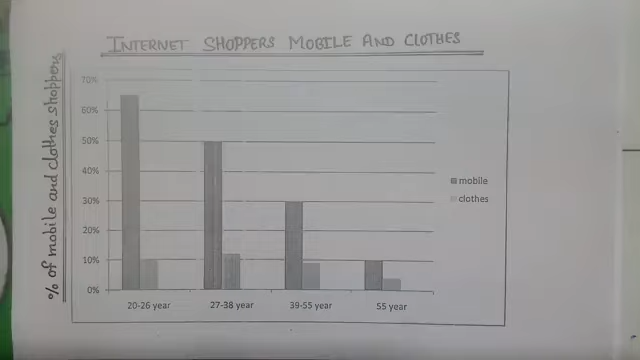 INTERNET SHOPPERS MOBILE AND CLOTHES
% of mobile and clothes shoppers
70%
60%
50%
40%
30%
20%
10%
0%
20-26 year
27-38 year
39-55 year
55 year
mobile
clothes